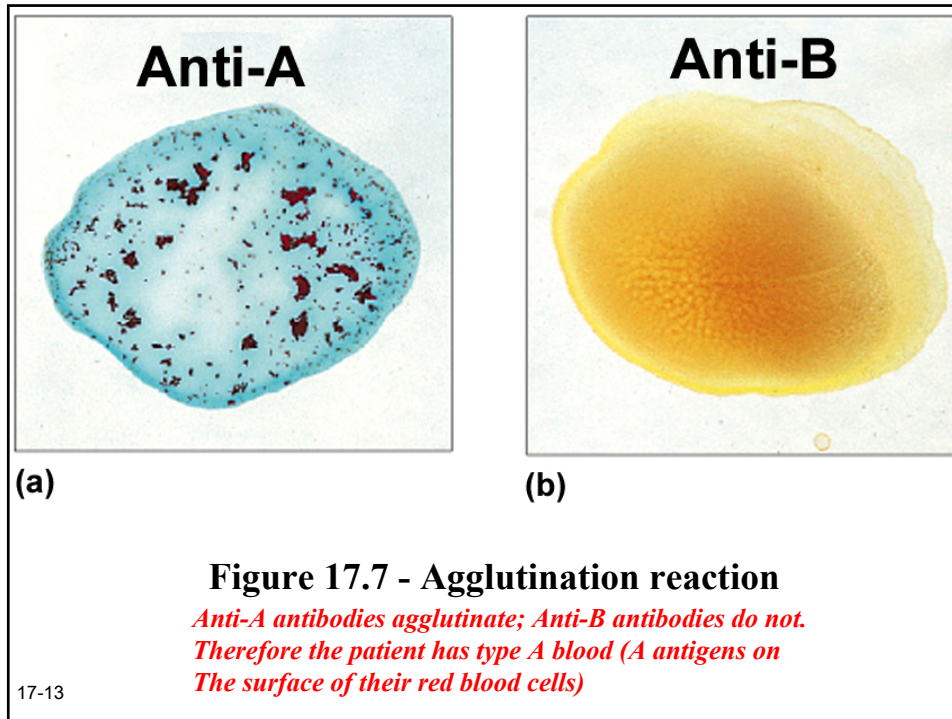 Anti-A
Anti-B
(a)
(b)
Figure 17.7 - Agglutination reaction
Anti-A antibodies agglutinate; Anti-B antibodies do not.
Therefore the patient has type A blood (A antigens on
The surface of their red blood cells)
17-13